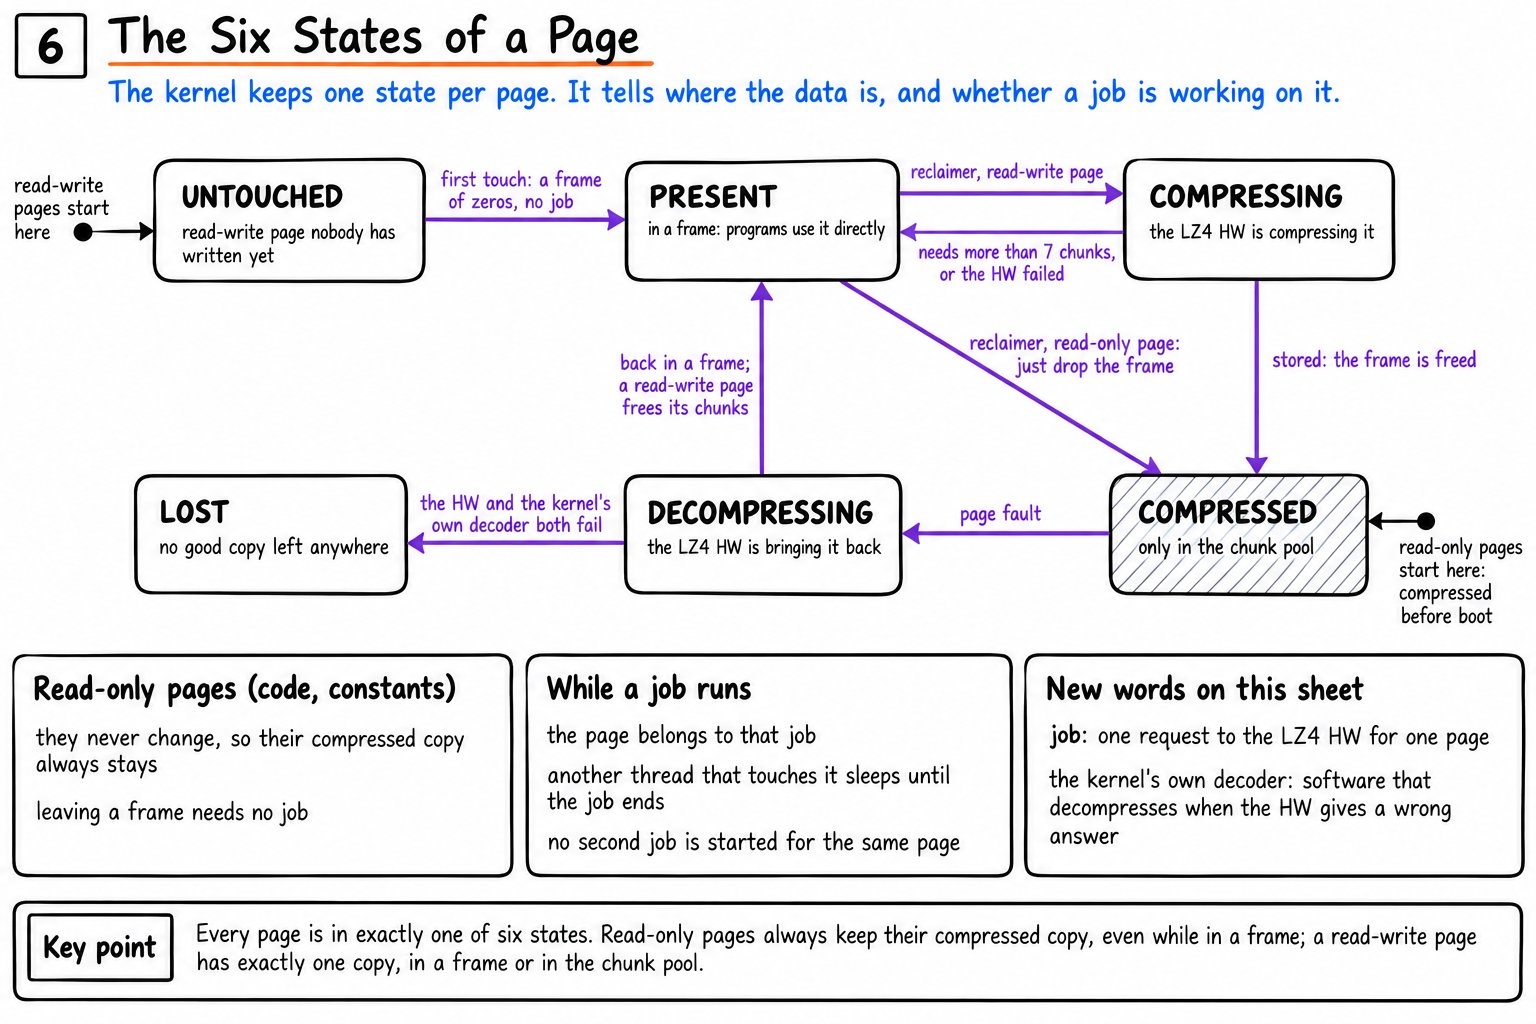 6
The Six States of a Page
The kernel keeps one state per page. It tells where the data is, and whether a job is working on it.
read-write
pages start
here
UNTOUCHED
read-write page nobody has
written yet
first touch: a frame
of zeros, no job
PRESENT
in a frame: programs use it directly
reclaimer, read-write page
needs more than 7 chunks,
or the HW failed
COMPRESSING
the LZ4 HW is compressing it
back in a frame;
a read-write page
frees its chunks
reclaimer, read-only page:
just drop the frame
stored: the frame is freed
LOST
no good copy left anywhere
the HW and the kernel's
own decoder both fail
DECOMPRESSING
the LZ4 HW is bringing it back
page fault
COMPRESSED
only in the chunk pool
read-only pages
start here:
compressed
before boot
Read-only pages (code, constants)
they never change, so their compressed copy
always stays
leaving a frame needs no job
While a job runs
the page belongs to that job
another thread that touches it sleeps until
the job ends
no second job is started for the same page
New words on this sheet
job: one request to the LZ4 HW for one page
the kernel's own decoder: software that
decompresses when the HW gives a wrong
answer
Key point
Every page is in exactly one of six states. Read-only pages always keep their compressed copy, even while in a frame; a read-write page
has exactly one copy, in a frame or in the chunk pool.